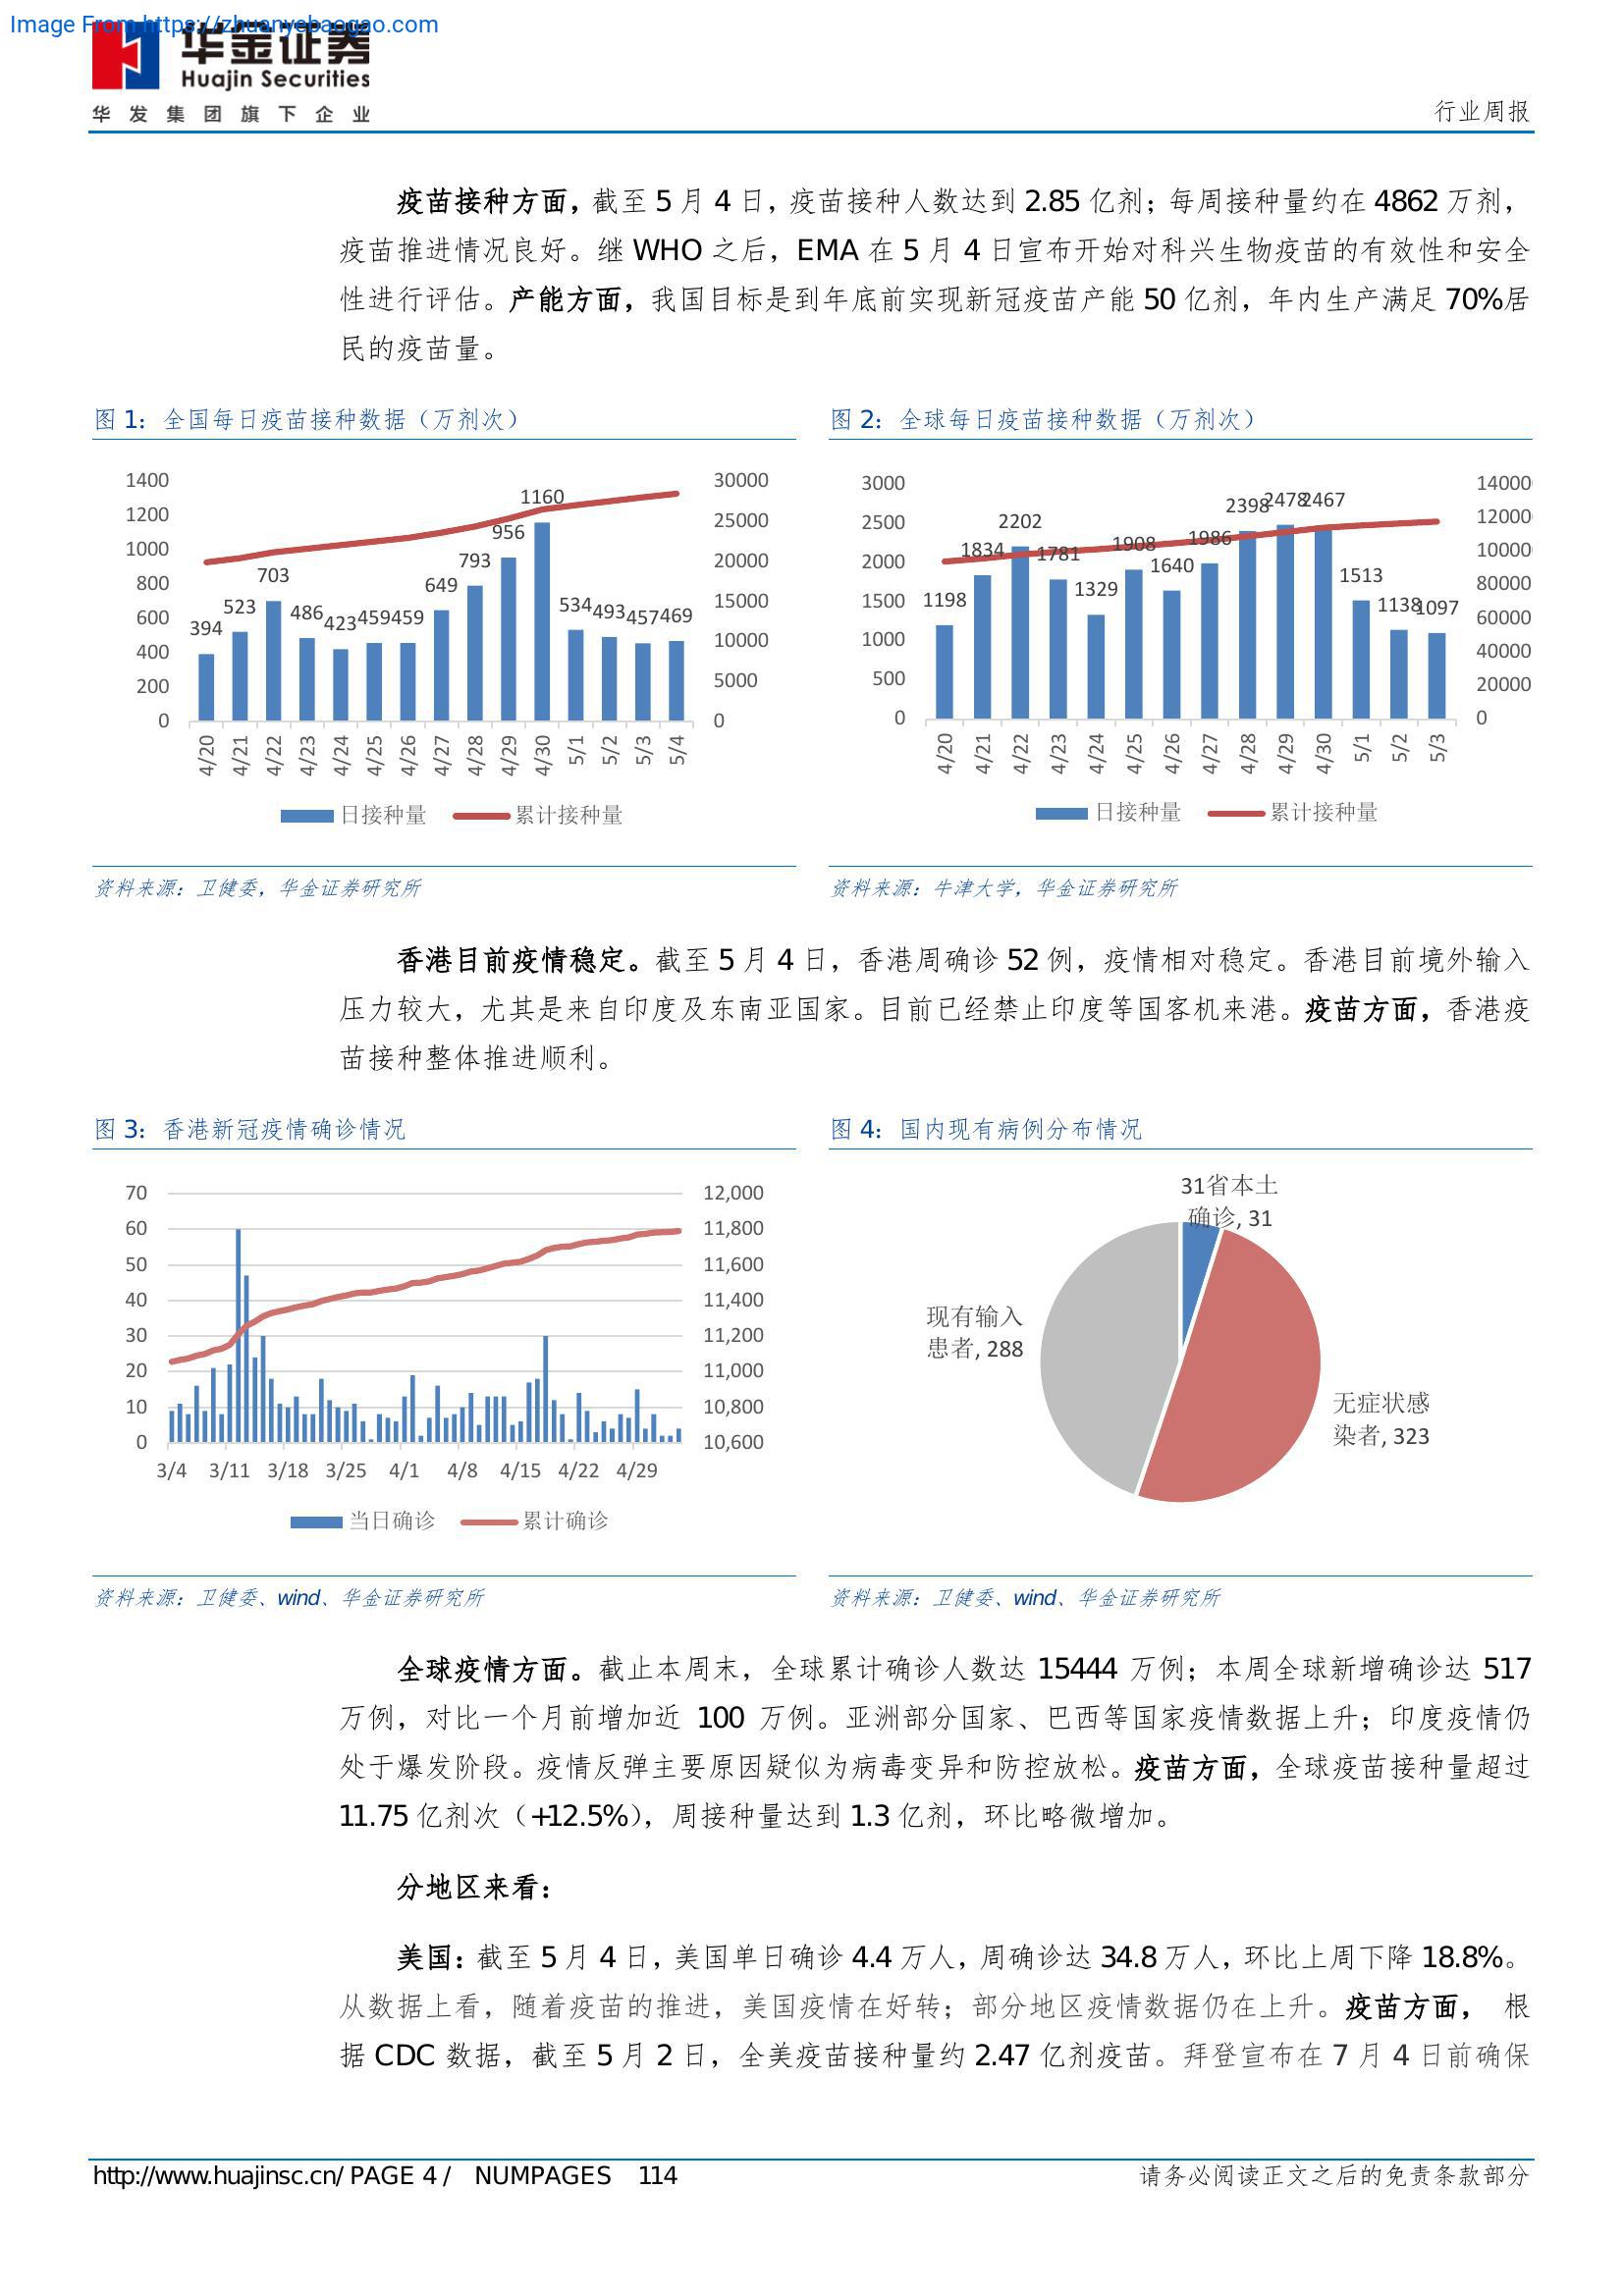 Image From https://zhuanyebaogao.com
华金证券
Huajin Securities
华发集团旗下企业
行业周报
疫苗接种方面，截至 5 月 4 日，疫苗接种人数达到 2.85 亿剂；每周接种量约在 4862 万剂，
疫苗推进情况良好。继 WHO 之后，EMA 在 5 月 4 日宣布开始对科兴生物疫苗的有效性和安全
性进行评估。产能方面，我国目标是到年底前实现新冠疫苗产能 50 亿剂，年内生产满足 70%居
民的疫苗量。
图 1：全国每日疫苗接种数据（万剂次）
1400
1200
1000
800
600
400
200
0
30000
25000
20000
15000
10000
5000
0
394
523
703
486
423
459
459
649
793
956
1160
534
493
457
469
4/20
4/21
4/22
4/23
4/24
4/25
4/26
4/27
4/28
4/29
4/30
5/1
5/2
5/3
5/4
日接种量 累计接种量
资料来源：卫健委，华金证券研究所
图 2：全球每日疫苗接种数据（万剂次）
3000
2500
2000
1500
1000
500
0
14000
12000
10000
80000
60000
40000
20000
0
1198
1834
2202
1781
1329
1908
1640
1986
2398
2478
2467
1513
1138
1097
4/20
4/21
4/22
4/23
4/24
4/25
4/26
4/27
4/28
4/29
4/30
5/1
5/2
5/3
日接种量 累计接种量
资料来源：牛津大学，华金证券研究所
香港目前疫情稳定。截至 5 月 4 日，香港周确诊 52 例，疫情相对稳定。香港目前境外输入
压力较大，尤其是来自印度及东南亚国家。目前已经禁止印度等国客机来港。疫苗方面，香港疫
苗接种整体推进顺利。
图 3：香港新冠疫情确诊情况
70
60
50
40
30
20
10
0
12,000
11,800
11,600
11,400
11,200
11,000
10,800
10,600
3/4 3/11 3/18 3/25 4/1 4/8 4/15 4/22 4/29
当日确诊 累计确诊
资料来源：卫健委、wind、华金证券研究所
图 4：国内现有病例分布情况
31省本土
确诊, 31
现有输入
患者, 288
无症状感
染者, 323
资料来源：卫健委、wind、华金证券研究所
全球疫情方面。截止本周末，全球累计确诊人数达 15444 万例；本周全球新增确诊达 517
万例，对比一个月前增加近 100 万例。亚洲部分国家、巴西等国家疫情数据上升；印度疫情仍
处于爆发阶段。疫情反弹主要原因疑似为病毒变异和防控放松。疫苗方面，全球疫苗接种量超过
11.75 亿剂次（+12.5%），周接种量达到 1.3 亿剂，环比略微增加。
分地区来看：
美国：截至 5 月 4 日，美国单日确诊 4.4 万人，周确诊达 34.8 万人，环比上周下降 18.8%。
从数据上看，随着疫苗的推进，美国疫情在好转；部分地区疫情数据仍在上升。疫苗方面， 根
据 CDC 数据，截至 5 月 2 日，全美疫苗接种量约 2.47 亿剂疫苗。拜登宣布在 7 月 4 日前确保
http://www.huajinsc.cn/ PAGE 4 / NUMPAGES 114
请务必阅读正文之后的免责条款部分